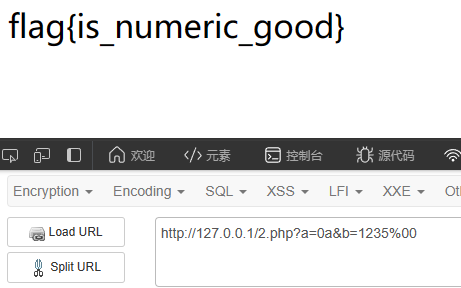 flag{is_numeric_good}
欢迎 </> 元素 控制台 源代码
Encryption Encoding SQL XSS LFI XXE
Load URL http://127.0.0.1/2.php?a=0a&b=1235%00
Split URL